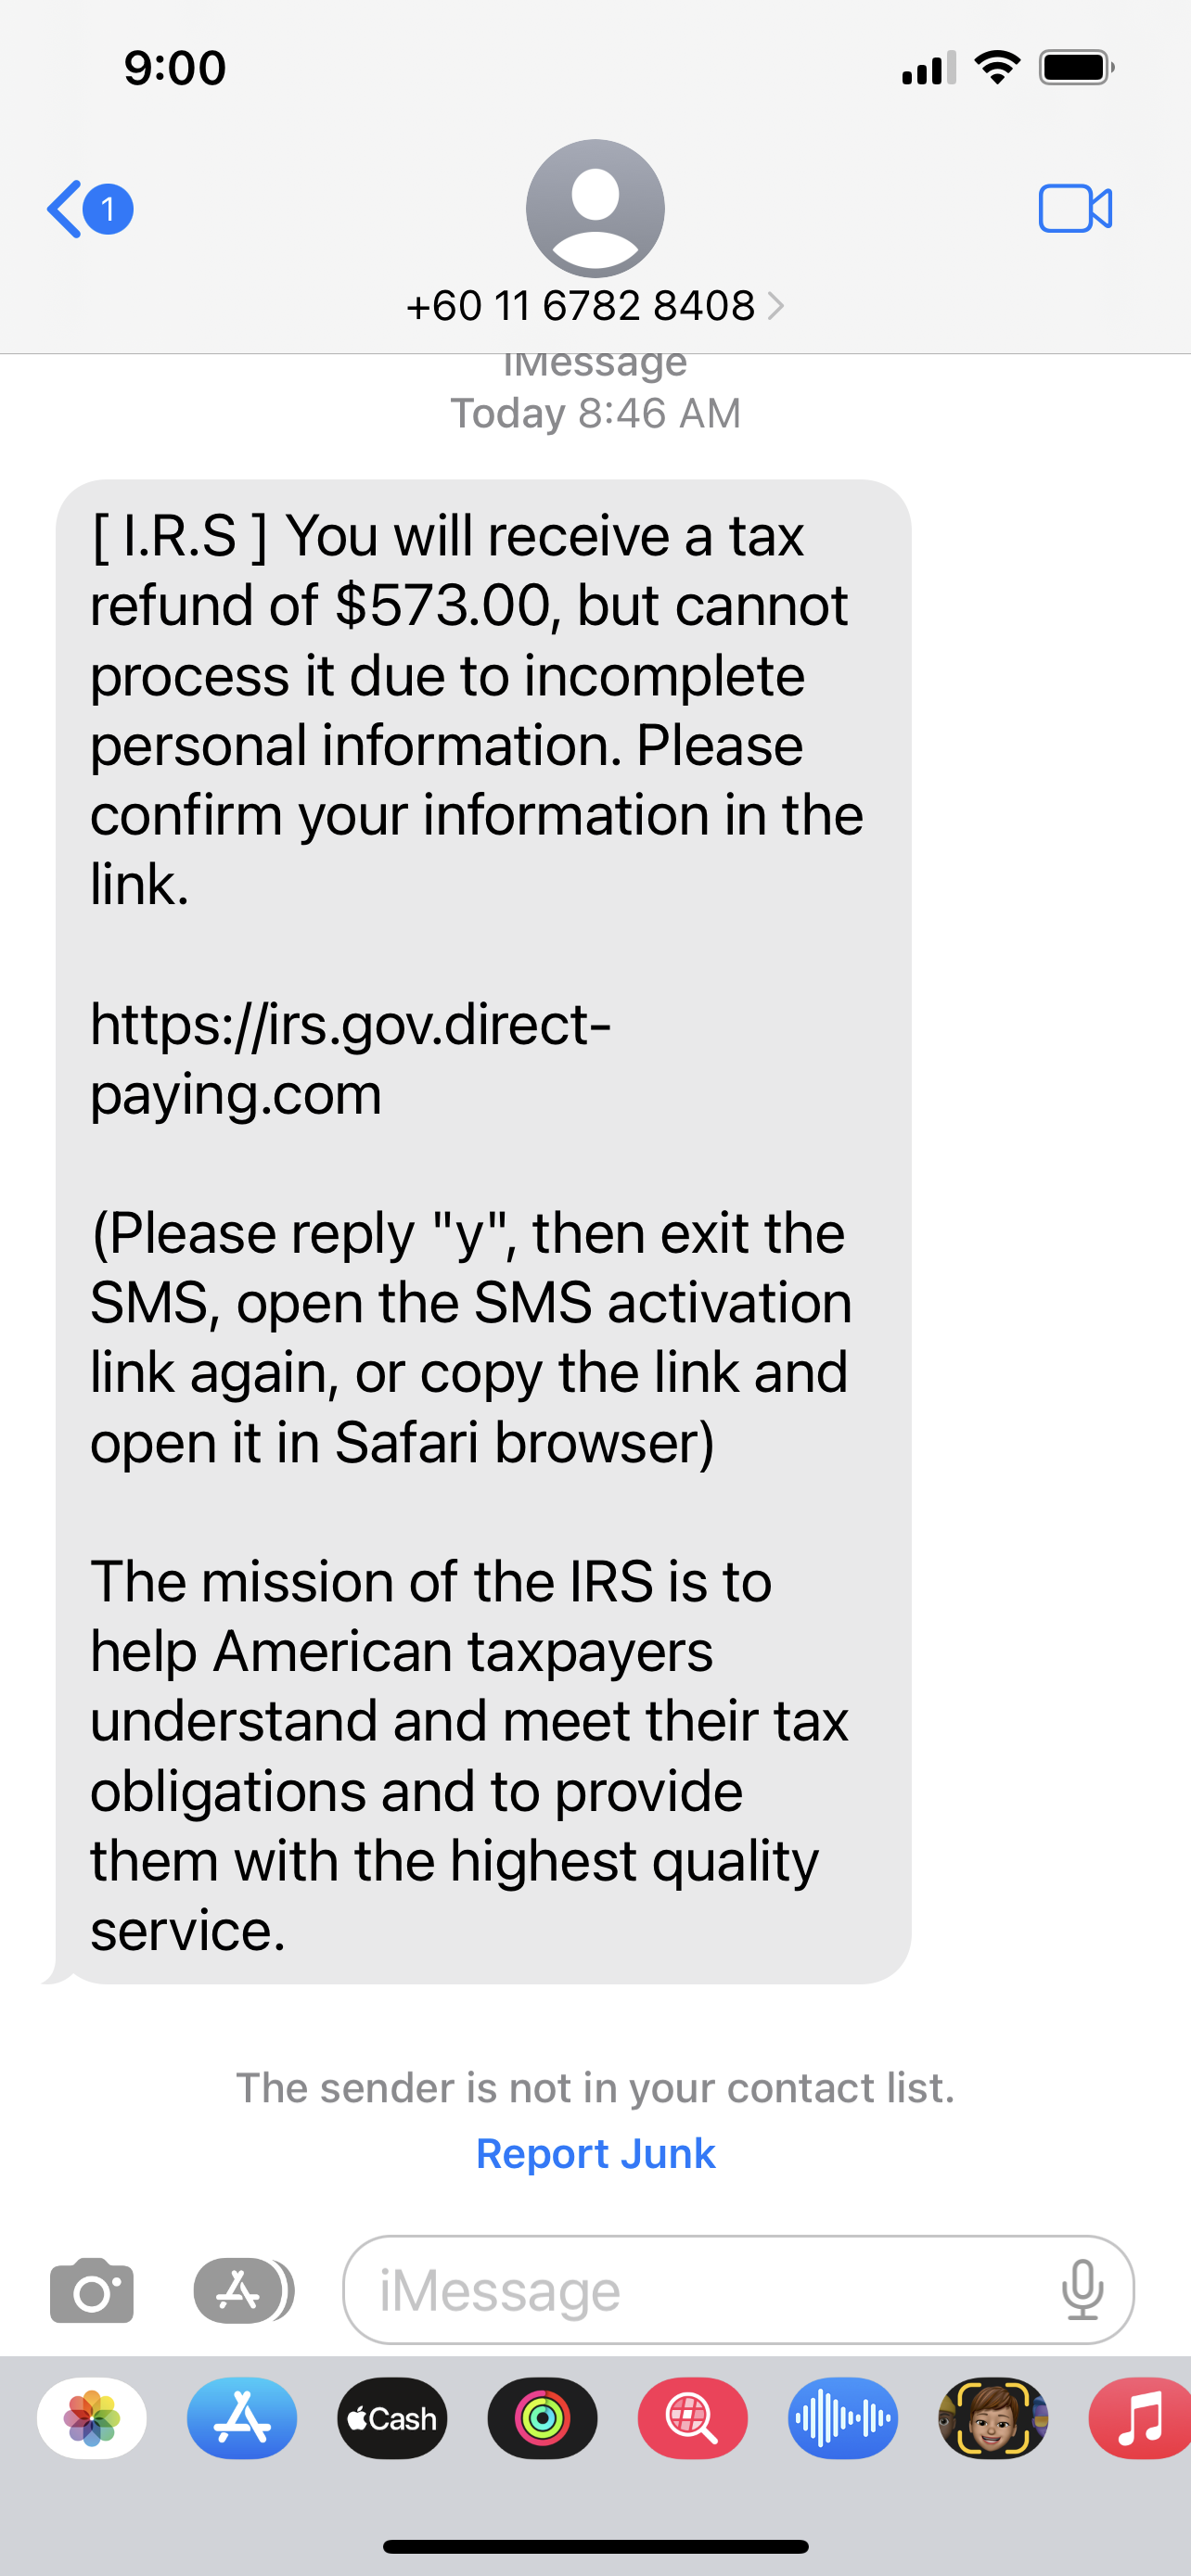 9:00
1
+60 11 6782 8408
iMessage
Today 8:46 AM
[ I.R.S ] You will receive a tax
refund of $573.00, but cannot
process it due to incomplete
personal information. Please
confirm your information in the
link.
https://irs.gov.direct-
paying.com
(Please reply "y", then exit the
SMS, open the SMS activation
link again, or copy the link and
open it in Safari browser)
The mission of the IRS is to
help American taxpayers
understand and meet their tax
obligations and to provide
them with the highest quality
service.
The sender is not in your contact list.
Report Junk
iMessage
Cash